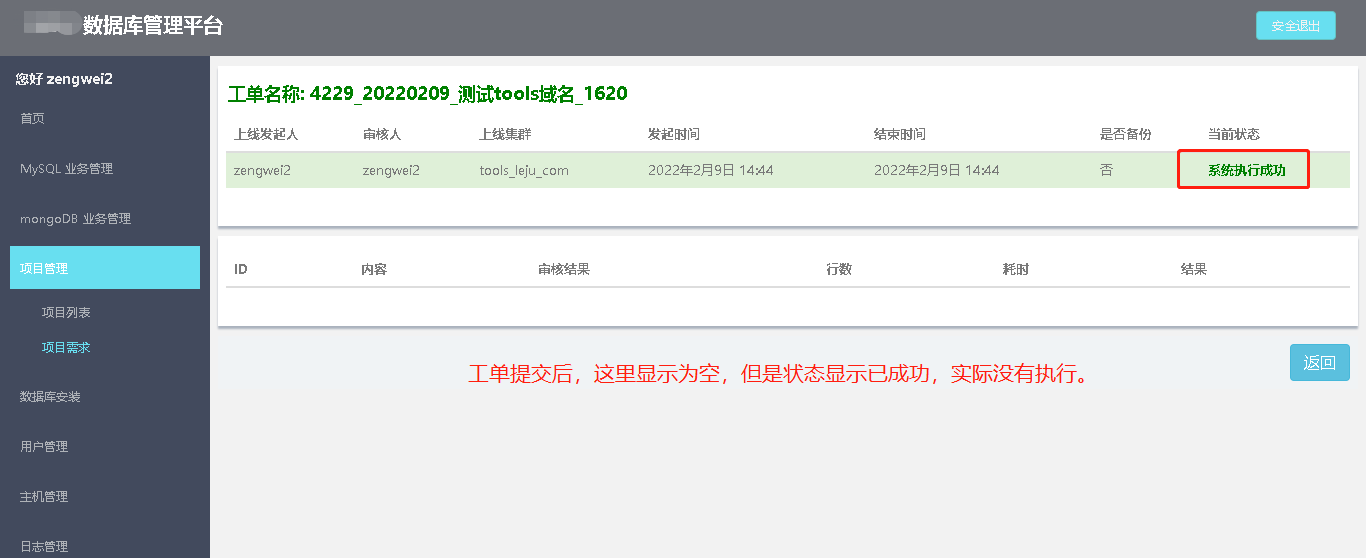 数据库管理平台
安全退出
您好 zengwei2
首页
MySQL 业务管理
mongoDB 业务管理
项目管理
项目列表
项目需求
数据库安装
用户管理
主机管理
日志管理
工单名称: 4229_20220209_测试tools域名_1620
上线发起人 审核人 上线集群 发起时间 结束时间 是否备份 当前状态
zengwei2 zengwei2 tools_leju_com 2022年2月9日 14:44 2022年2月9日 14:44 否 系统执行成功
ID 内容 审核结果 行数 耗时 结果
工单提交后，这里显示为空，但是状态显示已成功，实际没有执行。
返回